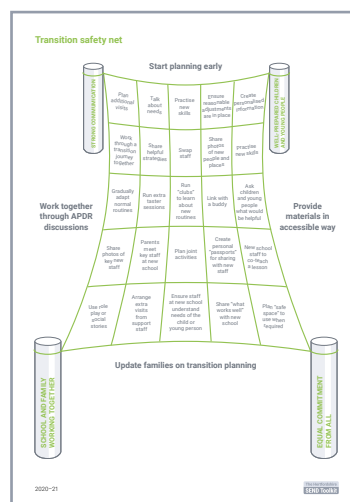 Transition safety net
Start planning early
STRONG COMMUNICATION
WELL-PREPARED CHILDREN
AND YOUNG PEOPLE
Plan
additional
visits
Talk
about
needs
Practise
new
skills
Ensure
reasonable
adjustments
are in place
Create
personalised
information
Work
through a
transition
journey
together
Share
helpful
strategies
Swap
staff
Share
photos
of new
people and
places
Practise
new skills
Gradually
adapt
normal
routines
Run extra
taster
sessions
Run
"clubs"
to learn
about new
routines
Link with
a buddy
Ask
children
and young
people
what would
be helpful
Work together
through APDR
discussions
Provide
materials in
accessible way
Share
photos of
key new
staff
Parents
meet
key staff
at new
school
Plan joint
activities
Create
personal
"passports"
for sharing
with new
staff
New school
staff to
co-teach
a lesson
Use role
play or
social
stories
Arrange
extra
visits
from
support
staff
Ensure staff
at new school
understand
needs of the
child or
young person
Share "what
works well"
with new
school
Plan "safe
space" to
use when
required
Update families on transition planning
SCHOOL AND FAMILY
WORKING TOGETHER
EQUAL COMMITMENT
FROM ALL
2020–21
SEND Toolkit